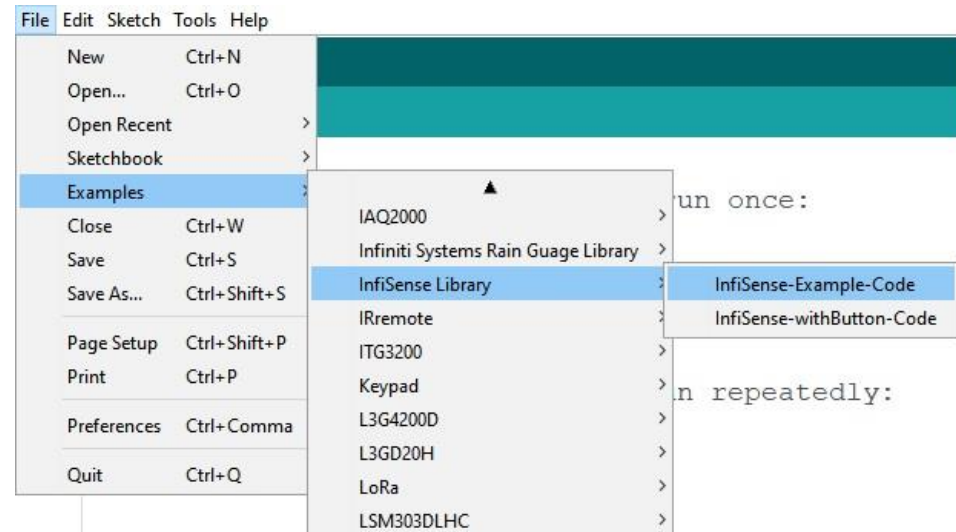 File Edit Sketch Tools Help
New Ctrl+N
Open... Ctrl+O
Open Recent
Sketchbook
Examples
Close Ctrl+W
Save Ctrl+S
Save As... Ctrl+Shift+S
Page Setup Ctrl+Shift+P
Print Ctrl+P
Preferences Ctrl+Comma
Quit Ctrl+Q
IAQ2000
Infiniti Systems Rain Guage Library
InfiSense Library
IRremote
ITG3200
Keypad
L3G4200D
L3GD20H
LoRa
LSM303DLHC
InfiSense-Example-Code
InfiSense-withButton-Code
run once:
n repeatedly: